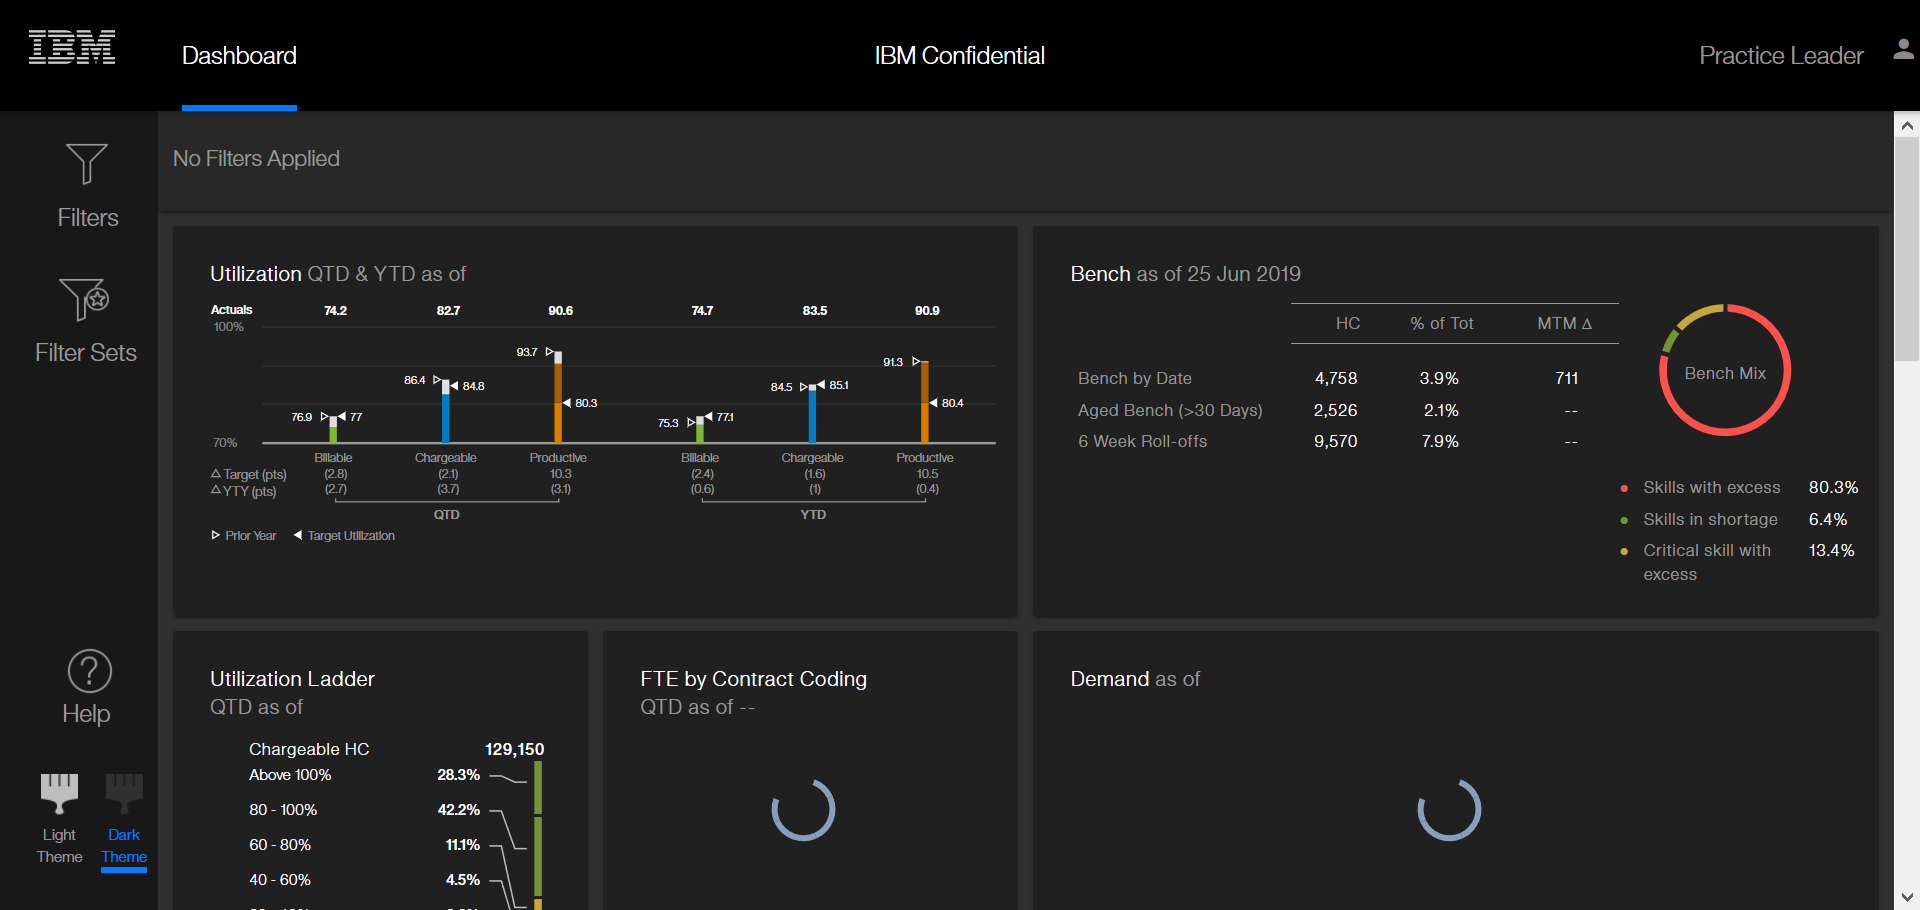 IBM
Dashboard
IBM Confidential
Practice Leader
Filters
Filter Sets
Help
Light Theme
Dark Theme
No Filters Applied
Utilization QTD & YTD as of
Actuals 74.2 82.7 90.6 74.7 83.5 90.9
100%
93.7
91.3
86.4 84.8
84.5 85.1
80.3
80.4
76.9 77
75.3 77.1
70%
Billable Chargeable Productive Billable Chargeable Productive
Δ Target (pts) (2.8) (2.1) 10.3 (2.4) (1.6) 10.5
Δ YTY (pts) (2.7) (3.7) (3.1) (0.6) (1) (0.4)
QTD YTD
Prior Year Target Utilization
Bench as of 25 Jun 2019
HC % of Tot MTM Δ
Bench by Date 4,758 3.9% 711
Aged Bench (>30 Days) 2,526 2.1% --
6 Week Roll-offs 9,570 7.9% --
Bench Mix
Skills with excess 80.3%
Skills in shortage 6.4%
Critical skill with 13.4%
excess
Utilization Ladder
QTD as of
Chargeable HC 129,150
Above 100% 28.3%
80 - 100% 42.2%
60 - 80% 11.1%
40 - 60% 4.5%
FTE by Contract Coding
QTD as of --
Demand as of